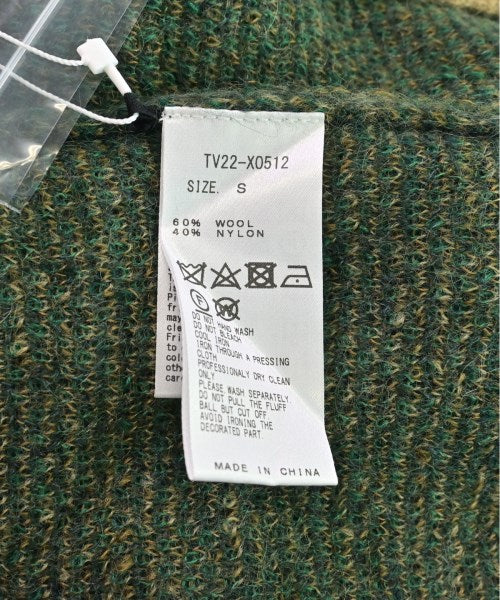 TV22-X0512
SIZE. S
60% WOOL
40% NYLON
F
W
DO NOT HAND WASH
DO NOT BLEACH
COOL IRON
IRON THROUGH A PRESSING
CLOTH
PROFESSIONALLY DRY CLEAN
ONLY
PLEASE WASH SEPARATELY.
DO NOT PULL THE FLUFF
BALL BUT CUT OFF
AVOID IRONING THE
DECORATED PART.
MADE IN CHINA